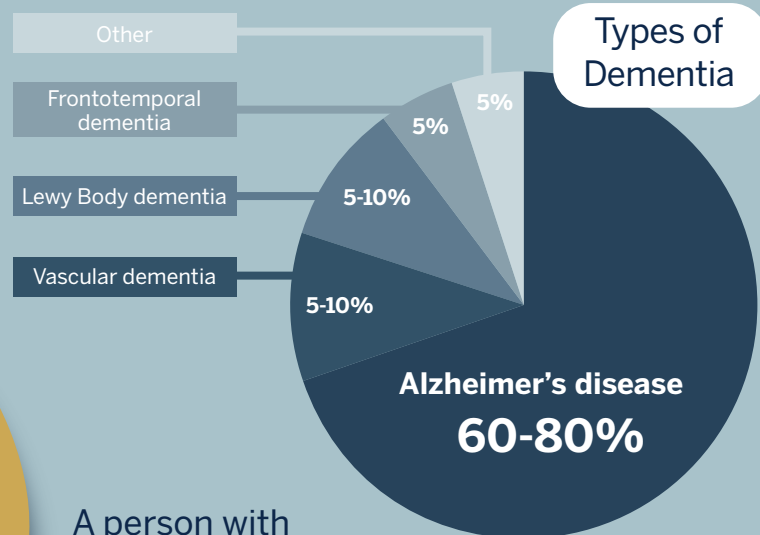 Types of
Dementia
Other
Frontotemporal
dementia
Lewy Body dementia
Vascular dementia
5%
5%
5-10%
5-10%
Alzheimer’s disease
60-80%
A person with